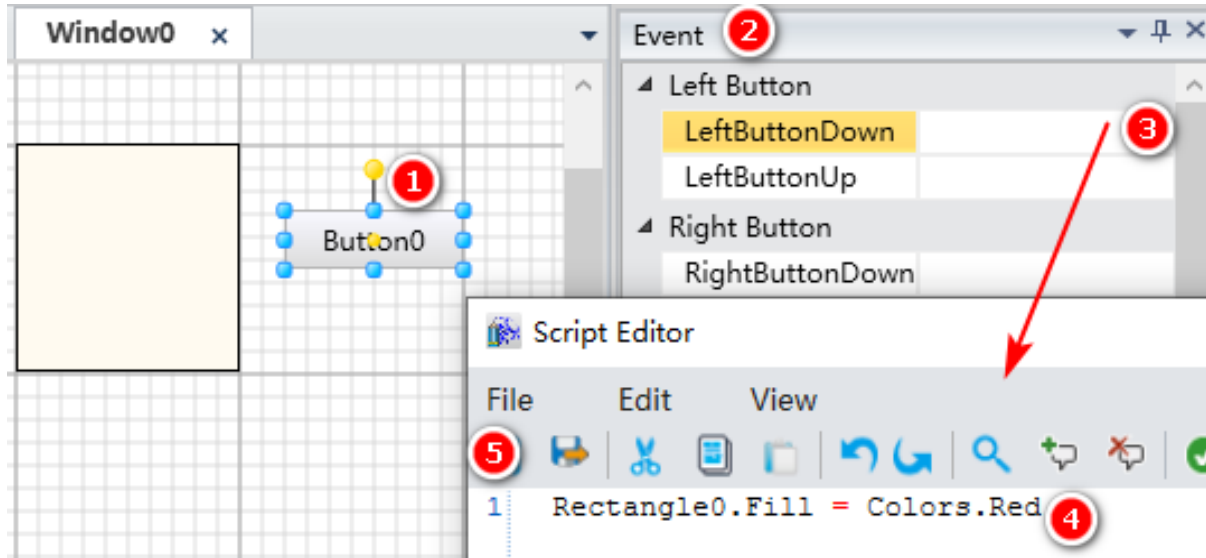 Window0 x
Event 2
Left Button
LeftButtonDown
3
LeftButtonUp
1
Right Button
Button0
RightButtonDown
Script Editor
File Edit View
5
1 Rectangle0.Fill = Colors.Red
4